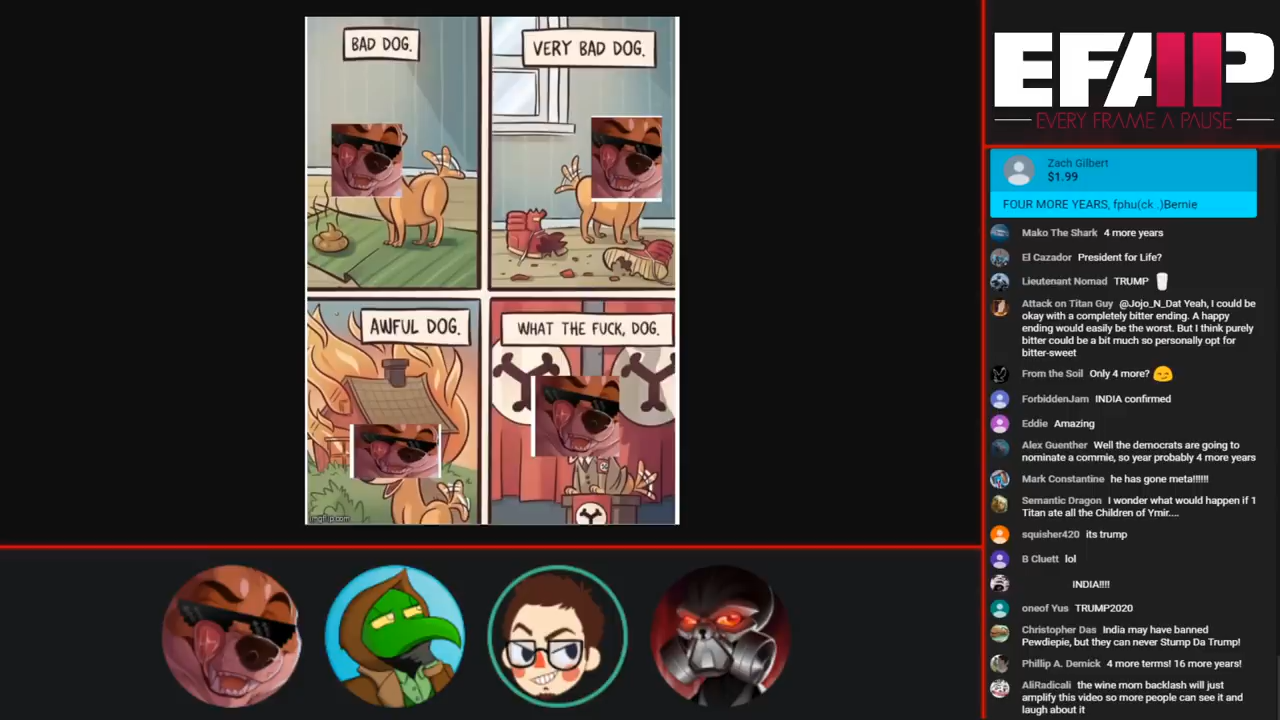 BAD DOG.
VERY BAD DOG.
AWFUL DOG.
WHAT THE FUCK, DOG.
imgflip.com
EFAP
EVERY FRAME A PAUSE
Zach Gilbert
$1.99
FOUR MORE YEARS, fphu(ck .)Bernie
Mako The Shark 4 more years
El Cazador President for Life?
Lieutenant Nomad TRUMP
Attack on Titan Guy @Jojo_N_Dat Yeah, I could be
okay with a completely bitter ending. A happy
ending would easily be the worst. But I think purely
bitter could be a bit much so personally opt for
bitter-sweet
From the Soil Only 4 more?
ForbiddenJam INDIA confirmed
Eddie Amazing
Alex Guenther Well the democrats are going to
nominate a commie, so year probably 4 more years
Mark Constantine he has gone meta!!!!!!
Semantic Dragon I wonder what would happen if 1
Titan ate all the Children of Ymir....
squisher420 its trump
B Cluett lol
INDIA!!!!
oneof Yus TRUMP2020
Christopher Das India may have banned
Pewdiepie, but they can never Stump Da Trump!
Phillip A. Demick 4 more terms! 16 more years!
AliRadicali the wine mom backlash will just
amplify this video so more people can see it and
laugh about it